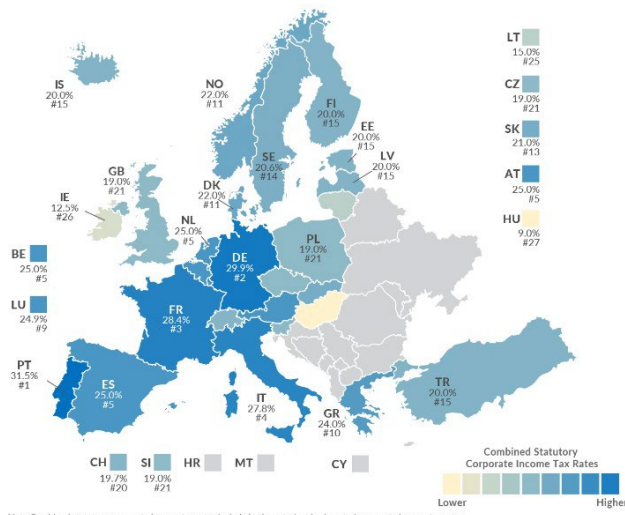 LT
15.0%
#25
IS
20.0%
#15
NO
22.0%
#11
FI
20.0%
#15
CZ
19.0%
#21
EE
20.0%
#15
SK
21.0%
#13
SE
20.6%
#14
LV
20.0%
#15
GB
19.0%
#21
DK
22.0%
#11
AT
25.0%
#5
IE
12.5%
#26
NL
25.0%
#5
HU
9.0%
#27
PL
19.0%
#21
BE
25.0%
#5
DE
29.9%
#2
LU
24.9%
#9
FR
28.4%
#3
PT
31.5%
#1
ES
25.0%
#5
IT
27.8%
#4
GR
24.0%
#10
TR
20.0%
#15
CH
19.7%
#20
SI
19.0%
#21
HR
MT
CY
Combined Statutory
Corporate Income Tax Rates
Lower
Higher